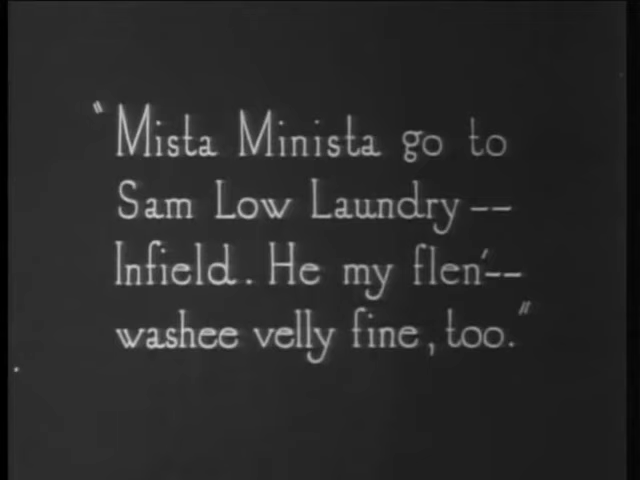 "Mista Minista go to
Sam Low Laundry --
Infield. He my flen'--
washee velly fine, too."